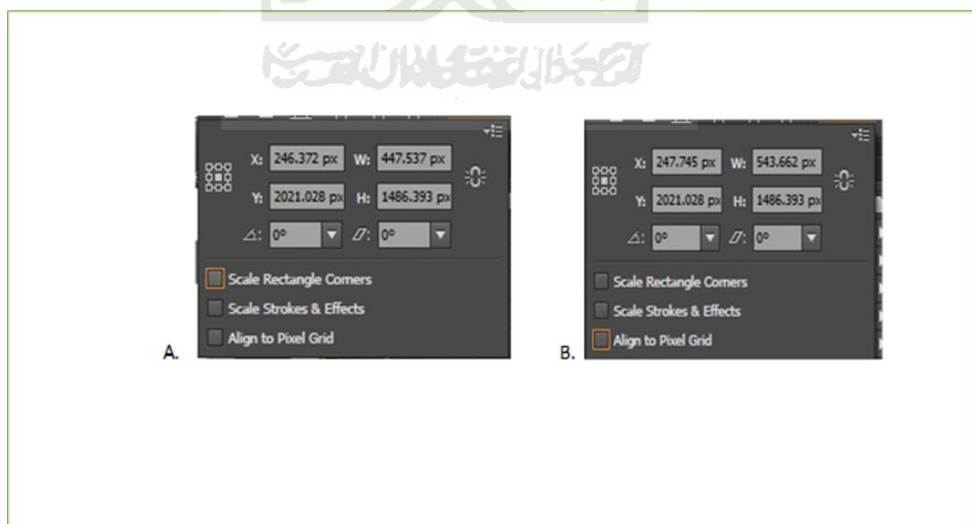 X: 246.372 px W: 447.537 px
Y: 2021.028 px H: 1486.393 px
0° 0°
Scale Rectangle Corners
Scale Strokes & Effects
Align to Pixel Grid
A.
X: 247.745 px W: 543.662 px
Y: 2021.028 px H: 1486.393 px
0° 0°
Scale Rectangle Corners
Scale Strokes & Effects
Align to Pixel Grid
B.